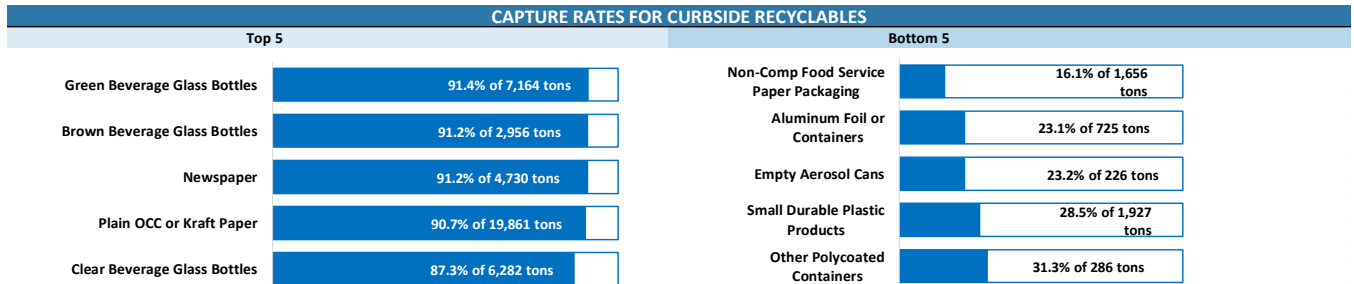 CAPTURE RATES FOR CURBSIDE RECYCLABLES
Top 5
Green Beverage Glass Bottles
91.4% of 7,164 tons
Brown Beverage Glass Bottles
91.2% of 2,956 tons
Newspaper
91.2% of 4,730 tons
Plain OCC or Kraft Paper
90.7% of 19,861 tons
Clear Beverage Glass Bottles
87.3% of 6,282 tons
Bottom 5
Non-Comp Food Service
Paper Packaging
16.1% of 1,656
tons
Aluminum Foil or
Containers
23.1% of 725 tons
Empty Aerosol Cans
23.2% of 226 tons
Small Durable Plastic
Products
28.5% of 1,927
tons
Other Polycoated
Containers
31.3% of 286 tons